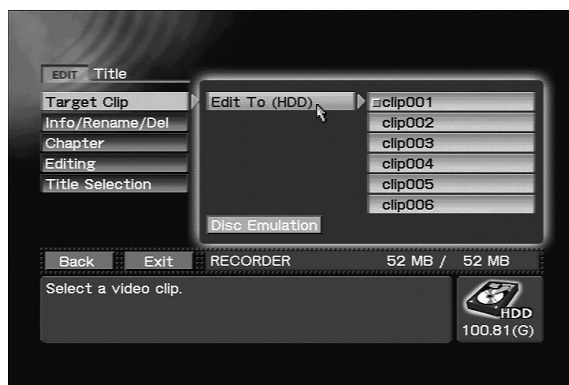 EDIT Title
Target Clip
Info/Rename/Del
Chapter
Editing
Title Selection
Edit To (HDD)
clip001
clip002
clip003
clip004
clip005
clip006
Disc Emulation
Back Exit RECORDER 52 MB / 52 MB
Select a video clip.
HDD
100.81(G)